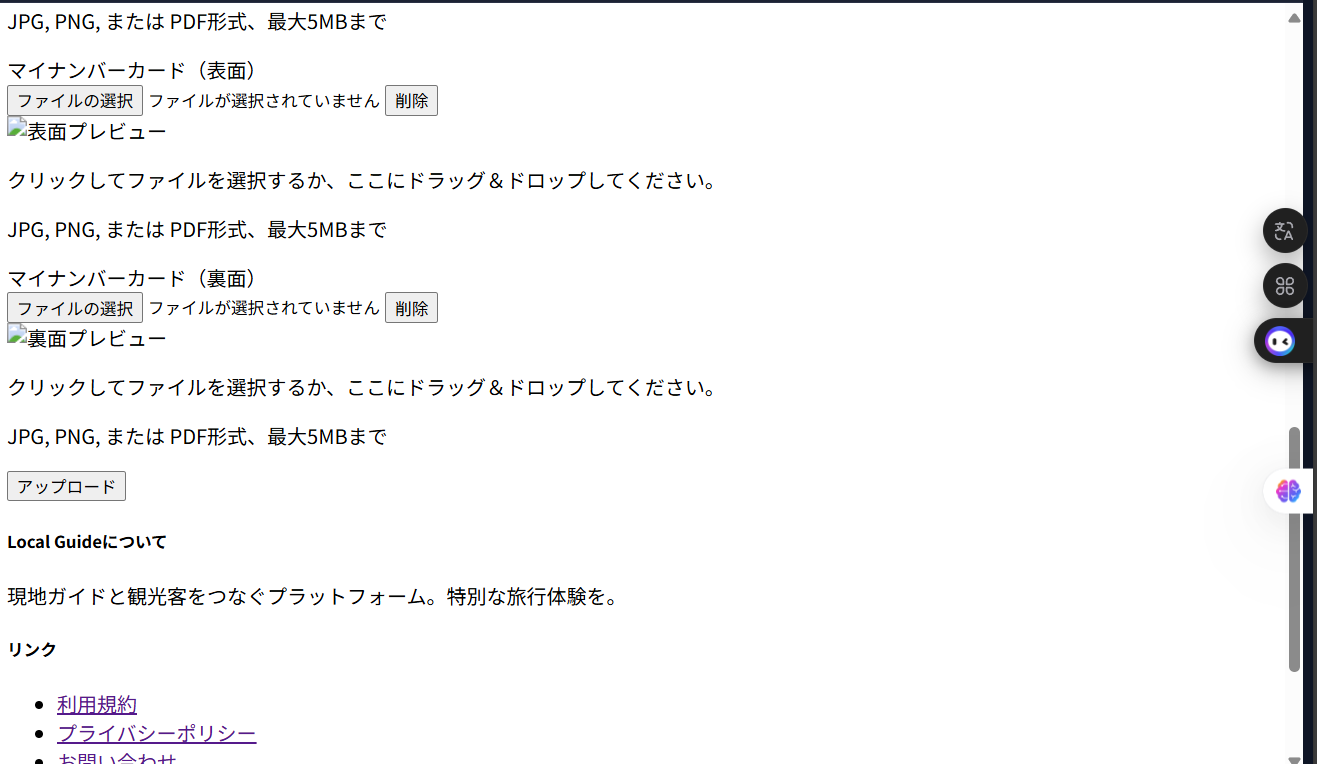 JPG, PNG, または PDF形式、最大5MBまで
マイナンバーカード（表面）
ファイルの選択 ファイルが選択されていません 削除
表面プレビュー
クリックしてファイルを選択するか、ここにドラッグ＆ドロップしてください。
JPG, PNG, または PDF形式、最大5MBまで
マイナンバーカード（裏面）
ファイルの選択 ファイルが選択されていません 削除
裏面プレビュー
クリックしてファイルを選択するか、ここにドラッグ＆ドロップしてください。
JPG, PNG, または PDF形式、最大5MBまで
アップロード
Local Guideについて
現地ガイドと観光客をつなぐプラットフォーム。特別な旅行体験を。
リンク
利用規約
プライバシーポリシー
お問い合わせ